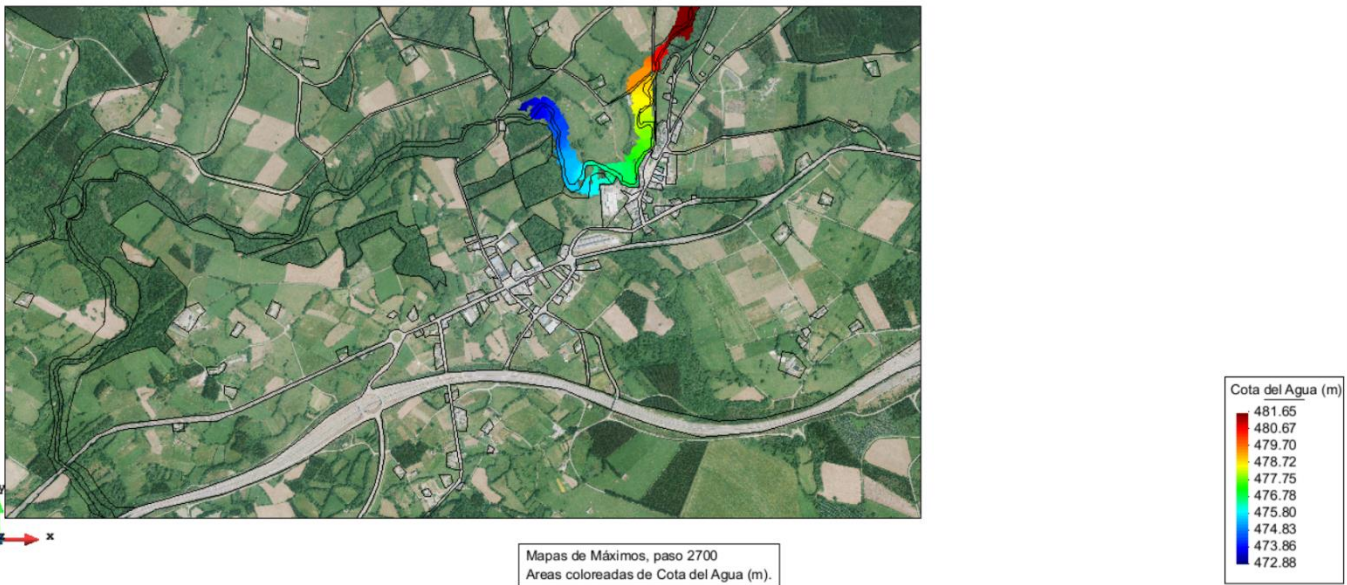 Cota del Agua (m)
481.65
480.67
479.70
478.72
477.75
476.78
475.80
474.83
473.86
472.88
y
x
Mapas de Máximos, paso 2700
Areas coloreadas de Cota del Agua (m).